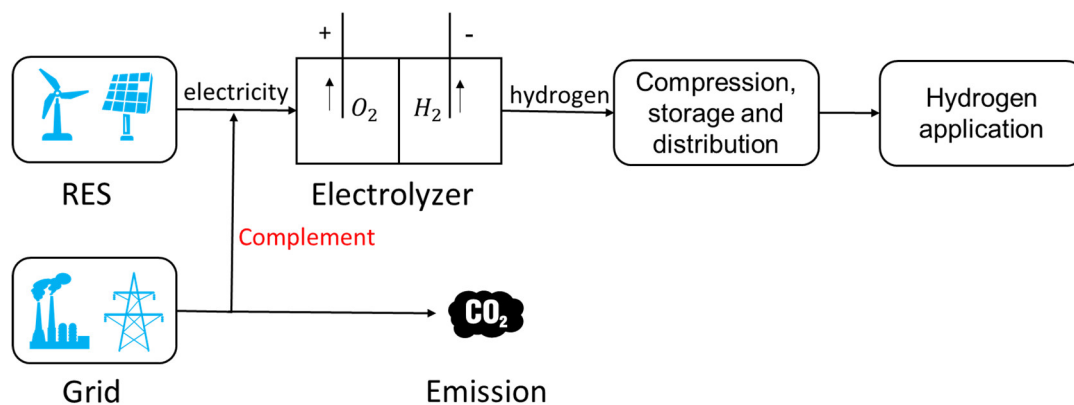 +
-
electricity
O₂
H₂
hydrogen
Compression,
storage and
distribution
Hydrogen
application
RES
Electrolyzer
Complement
CO₂
Grid
Emission